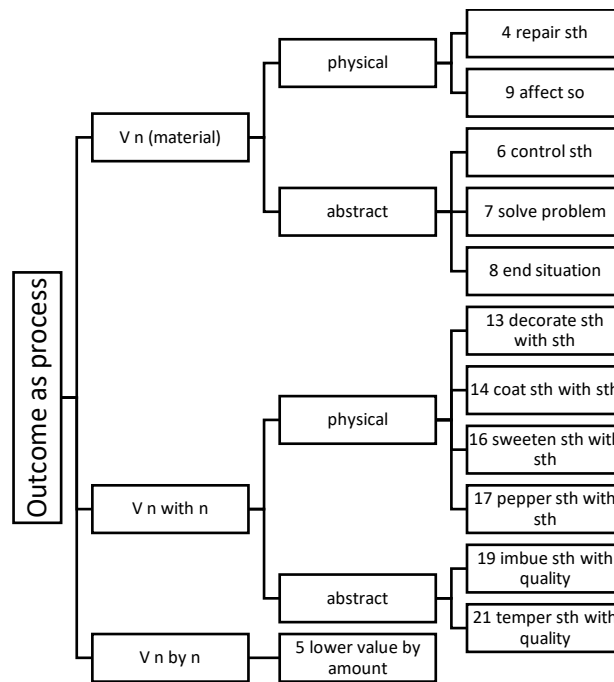 Outcome as process
V n (material)
physical
4 repair sth
9 affect so
abstract
6 control sth
7 solve problem
8 end situation
V n with n
physical
13 decorate sth
with sth
14 coat sth with sth
16 sweeten sth with
sth
17 pepper sth with
sth
abstract
19 imbue sth with
quality
21 temper sth with
quality
V n by n
5 lower value by
amount